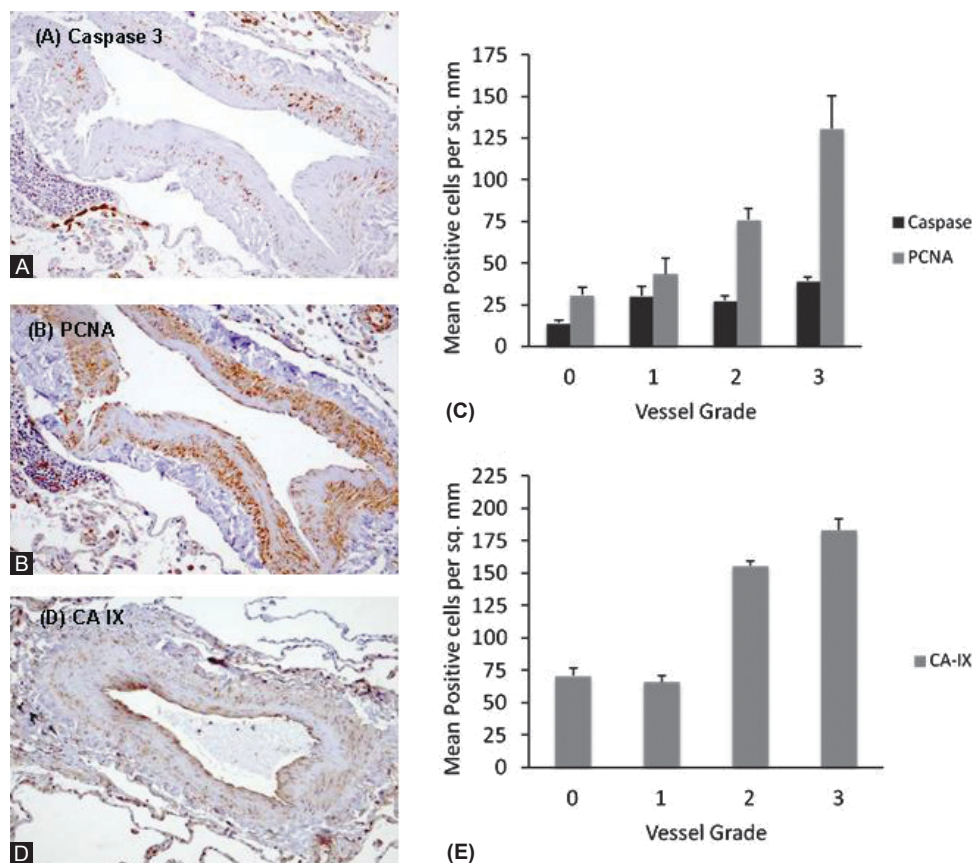 (A) Caspase 3
A
(B) PCNA
B
(D) CA IX
D
Mean Positive cells per sq. mm
175
150
125
100
75
50
25
0
0 1 2 3
Vessel Grade
Caspase
PCNA
(C)
Mean Positive cells per sq. mm
225
200
175
150
125
100
75
50
25
0
0 1 2 3
Vessel Grade
CA-IX
(E)